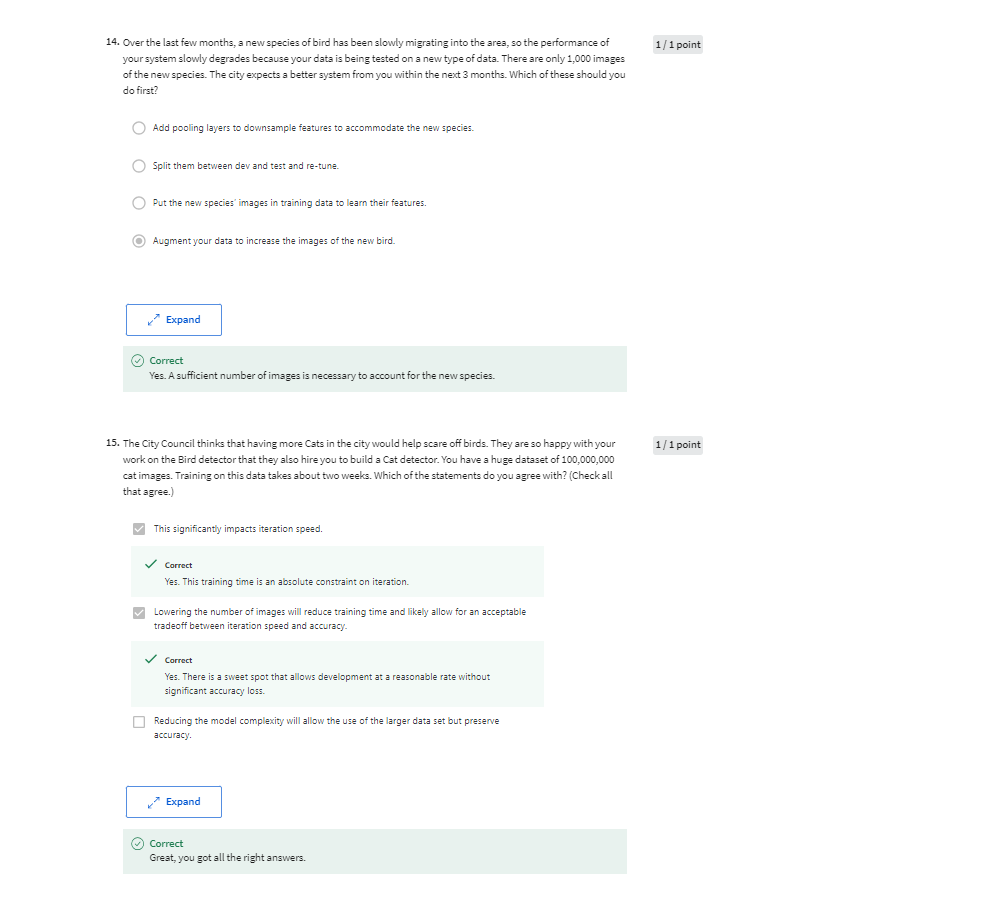 14. Over the last few months, a new species of bird has been slowly migrating into the area, so the performance of
1 / 1 point
your system slowly degrades because your data is being tested on a new type of data. There are only 1,000 images
of the new species. The city expects a better system from you within the next 3 months. Which of these should you
do first?
Add pooling layers to downsample features to accommodate the new species.
Split them between dev and test and re-tune.
Put the new species' images in training data to learn their features.
Augment your data to increase the images of the new bird.
Expand
Correct
Yes. A sufficient number of images is necessary to account for the new species.
15. The City Council thinks that having more Cats in the city would help scare off birds. They are so happy with your
1 / 1 point
work on the Bird detector that they also hire you to build a Cat detector. You have a huge dataset of 100,000,000
cat images. Training on this data takes about two weeks. Which of the statements do you agree with? (Check all
that agree.)
This significantly impacts iteration speed.
Correct
Yes. This training time is an absolute constraint on iteration.
Lowering the number of images will reduce training time and likely allow for an acceptable
tradeoff between iteration speed and accuracy.
Correct
Yes. There is a sweet spot that allows development at a reasonable rate without
significant accuracy loss.
Reducing the model complexity will allow the use of the larger data set but preserve
accuracy.
Expand
Correct
Great, you got all the right answers.